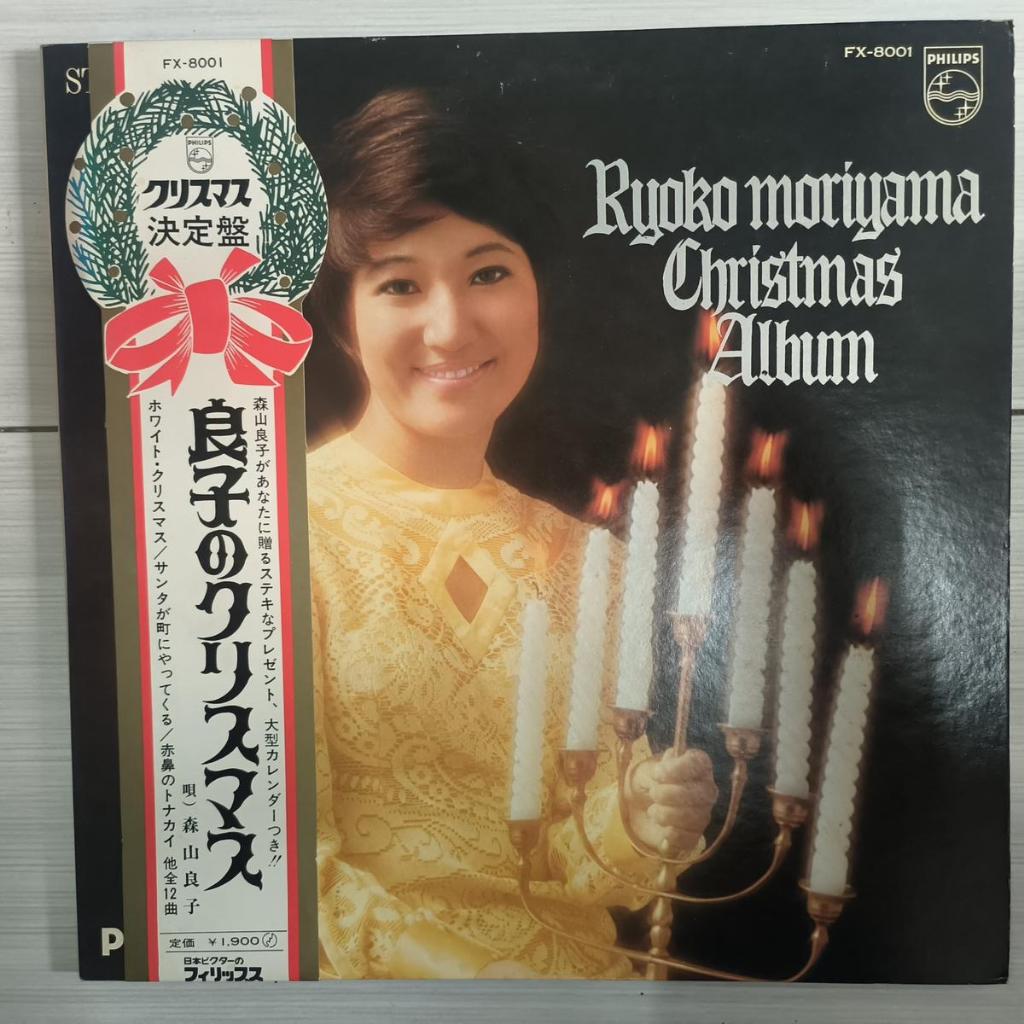 FX-8001
PHILIPS
クリスマス
決定盤
森山良子があなたに贈るステキなプレゼント、大型カレンダーつき!!
良子のクリスマス
唄)森山良子
ホワイト・クリスマス/サンタが町にやってくる/赤鼻のトナカイ 他全12曲
定価 ¥1,900
日本ビクターの
フィリップス
ST
P
FX-8001
PHILIPS
Ryoko moriyama
Christmas
Album